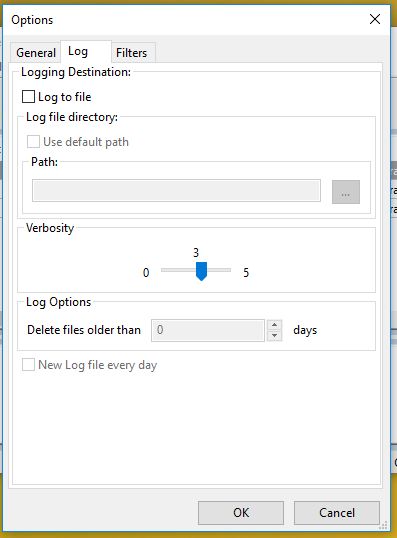 Options
General Log Filters
Logging Destination:
Log to file
Log file directory:
Use default path
Path:
...
Verbosity
3
0 5
Log Options
Delete files older than 0 days
New Log file every day
OK Cancel